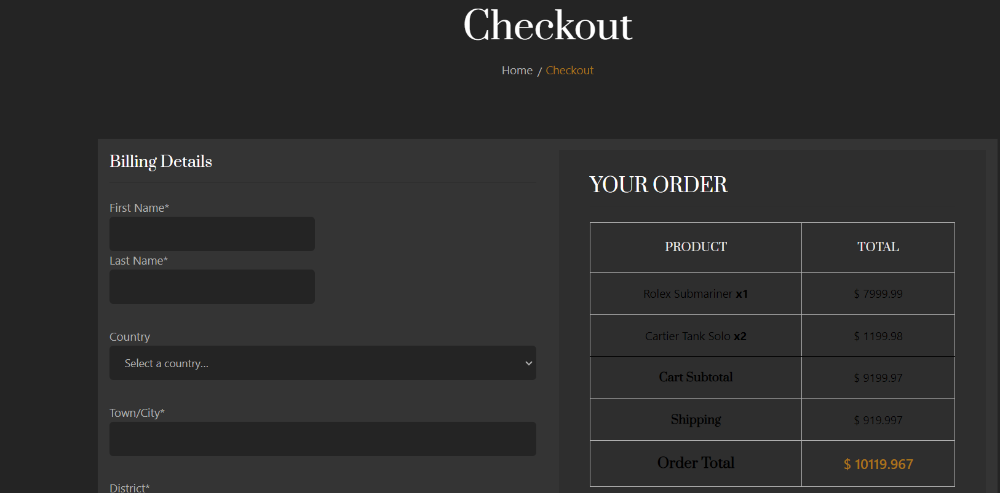 Checkout
Home / Checkout
Billing Details
First Name*
Last Name*
Country
Select a country...
Town/City*
District*
YOUR ORDER
PRODUCT TOTAL
Rolex Submariner x1 $ 7999.99
Cartier Tank Solo x2 $ 1199.98
Cart Subtotal $ 9199.97
Shipping $ 919.997
Order Total $ 10119.967